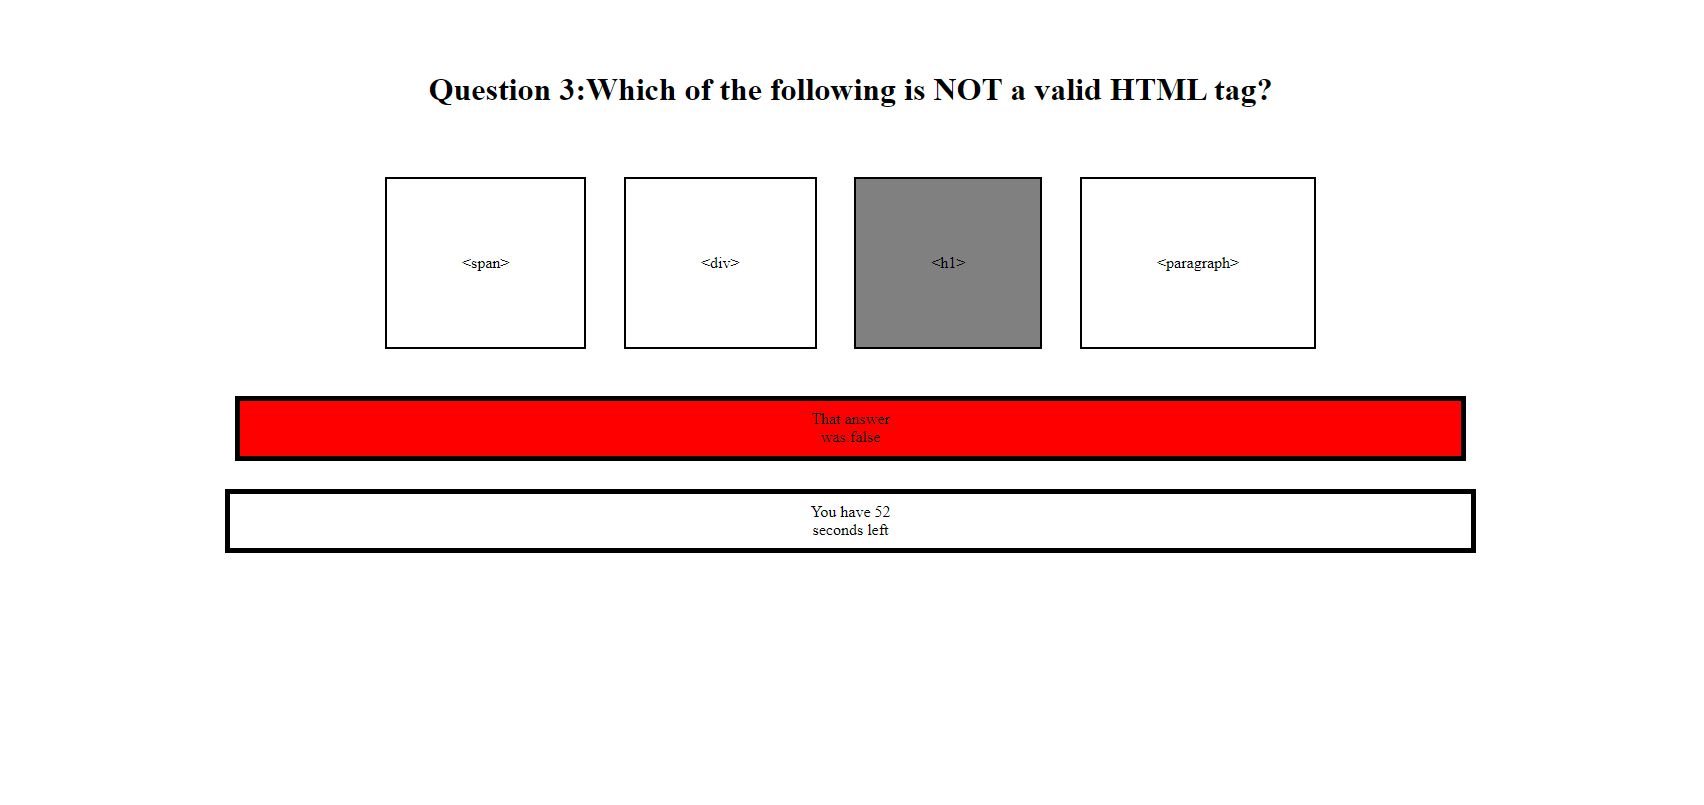 Question 3:Which of the following is NOT a valid HTML tag?
<span>
<div>
<h1>
<paragraph>
That answer
was:false
You have 52
seconds left